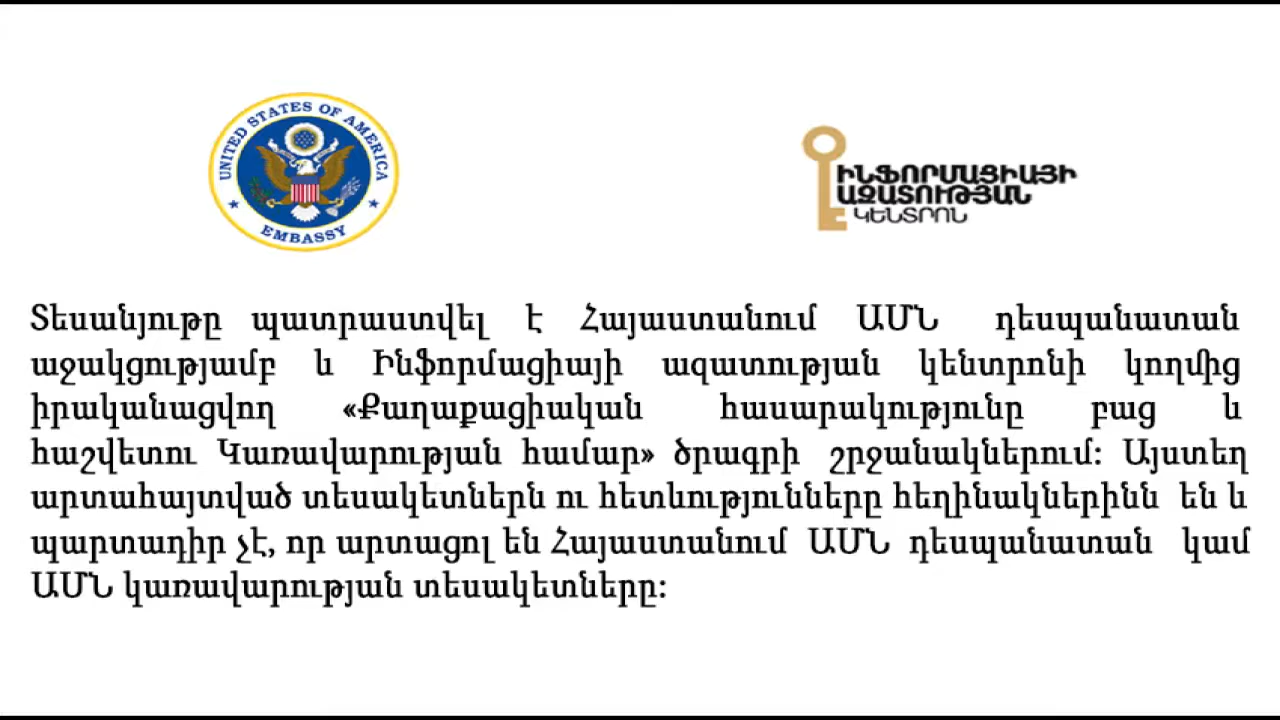 UNITED STATES OF AMERICA
EMBASSY
ԻՆՖՈՐՄԱՑԻԱՅԻ
ԱԶԱՏՈՒԹՅԱՆ
ԿԵՆՏՐՈՆ
Տեսանյութը պատրաստվել է Հայաստանում ԱՄՆ դեսպանատան
աջակցությամբ և Ինֆորմացիայի ազատության կենտրոնի կողմից
իրականացվող «Քաղաքացիական հասարակությունը բաց և
հաշվետու Կառավարության համար» ծրագրի շրջանակներում: Այստեղ
արտահայտված տեսակետներն ու հետևությունները հեղինակներինն են և
պարտադիր չէ, որ արտացոլ են Հայաստանում ԱՄՆ դեսպանատան կամ
ԱՄՆ կառավարության տեսակետները: